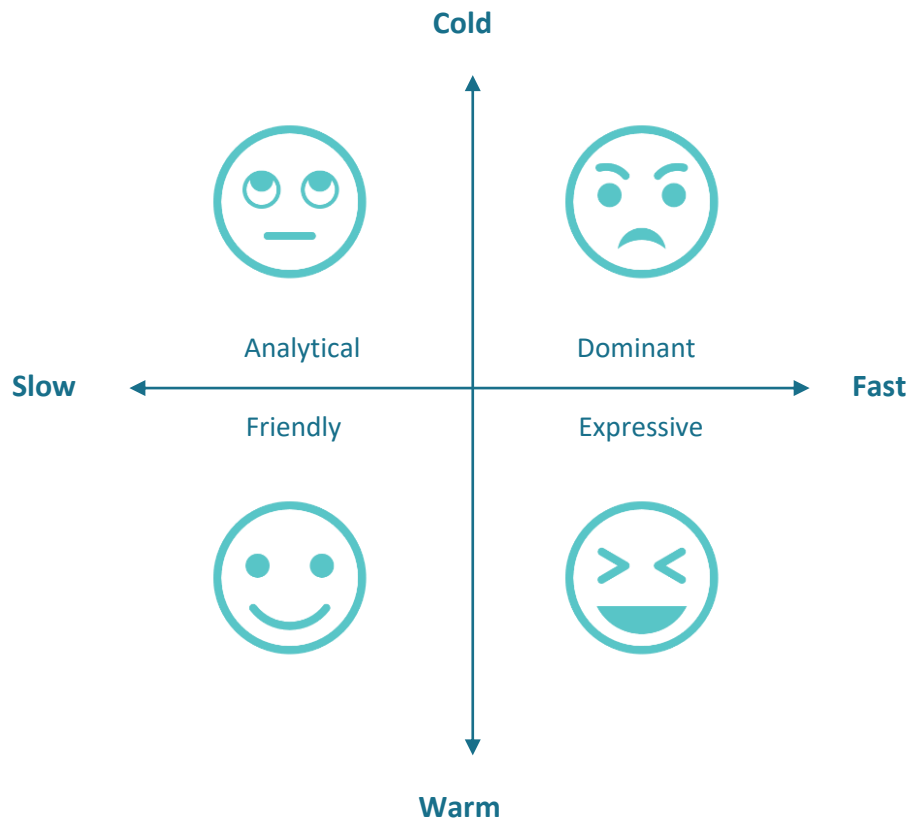 Cold
Analytical
Dominant
Slow
Fast
Friendly
Expressive
Warm